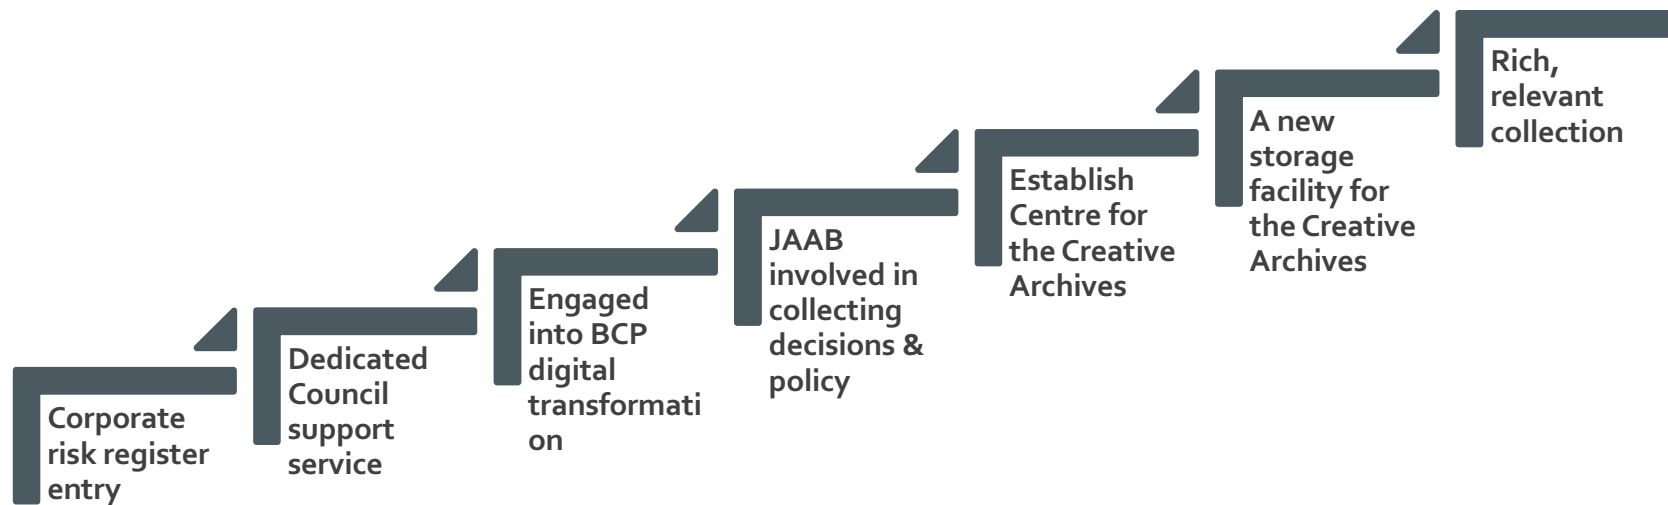 Corporate
risk register
entry
Dedicated
Council
support
service
Engaged
into BCP
digital
transformati
on
JAAB
involved in
collecting
decisions &
policy
Establish
Centre for
the Creative
Archives
A new
storage
facility for
the Creative
Archives
Rich,
relevant
collection